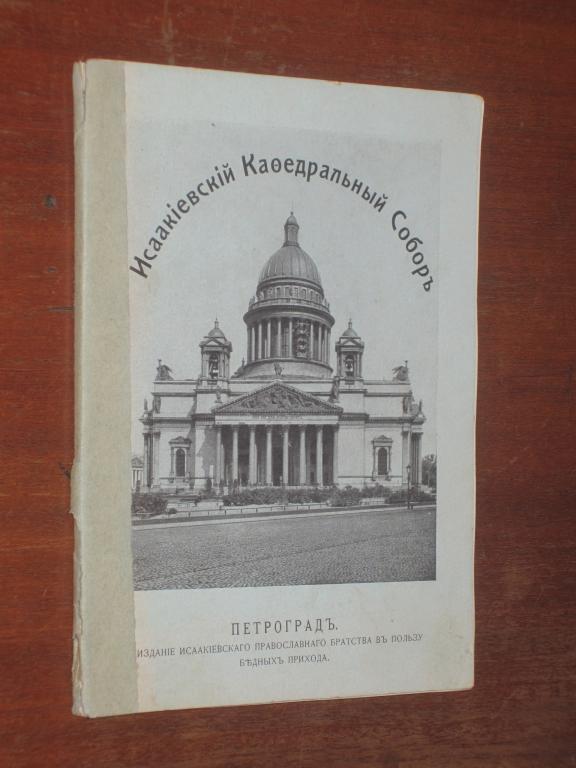 Исаакіевскій Каѳедральный Соборъ
ПЕТРОГРАДЪ.
ИЗДАНІЕ ИСААКІЕВСКАГО ПРАВОСЛАВНАГО БРАТСТВА ВЪ ПОЛЬЗУ
БѢДНЫХЪ ПРИХОДА.